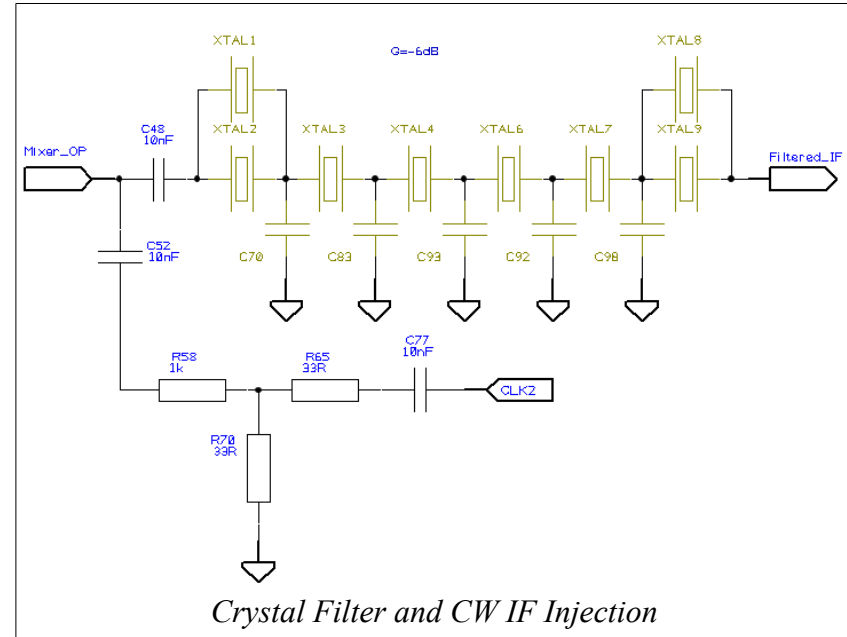 XTAL1
G=-6dB
XTAL8
C48
10nF
XTAL2
XTAL3
XTAL4
XTAL6
XTAL7
XTAL9
Mixer_OP
Filtered_IF
C52
10nF
C70
C83
C93
C92
C98
R58
1k
R65
33R
C77
10nF
CLK2
R70
33R
Crystal Filter and CW IF Injection